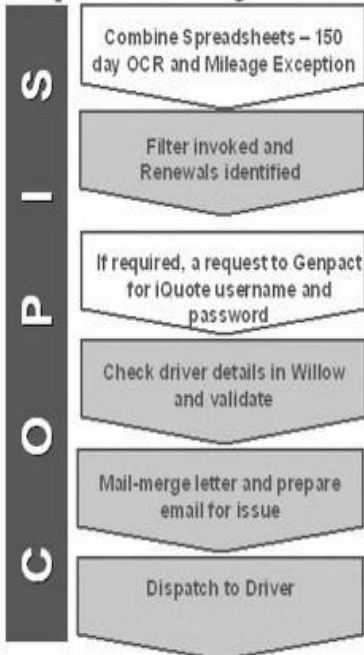 Combine Spreadsheets – 150
day OCR and Mileage Exception
Filter invoked and
Renewals identified
If required, a request to Genpact
for iQuote username and
password
Check driver details in Willow
and validate
Mail-merge letter and prepare
email for issue
Dispatch to Driver
C O P I S